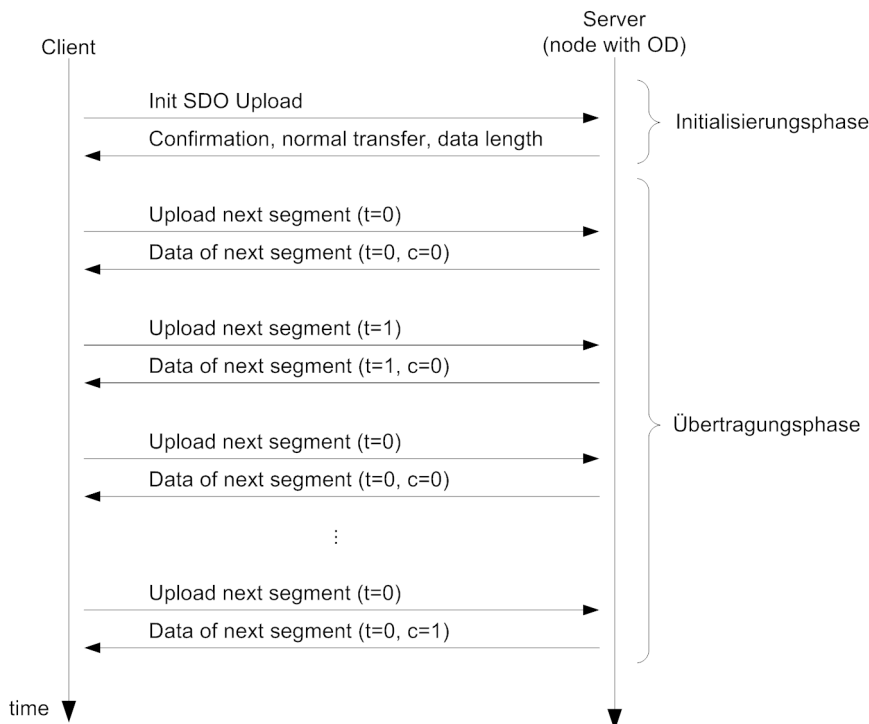 Client
Server
(node with OD)
Init SDO Upload
Confirmation, normal transfer, data length
Initialisierungsphase
Upload next segment (t=0)
Data of next segment (t=0, c=0)
Upload next segment (t=1)
Data of next segment (t=1, c=0)
Übertragungsphase
Upload next segment (t=0)
Data of next segment (t=0, c=0)
⋮
Upload next segment (t=0)
Data of next segment (t=0, c=1)
time